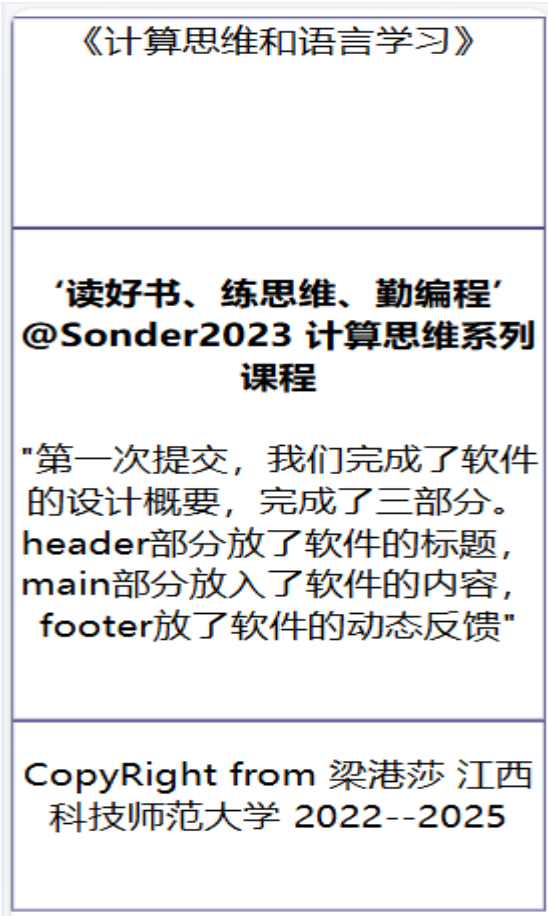 《计算思维和语言学习》
‘读好书、练思维、勤编程’
@Sonder2023 计算思维系列
课程
"第一次提交，我们完成了软件
的设计概要，完成了三部分。
header部分放了软件的标题，
main部分放入了软件的内容，
footer放了软件的动态反馈"
CopyRight from 梁港莎 江西
科技师范大学 2022--2025